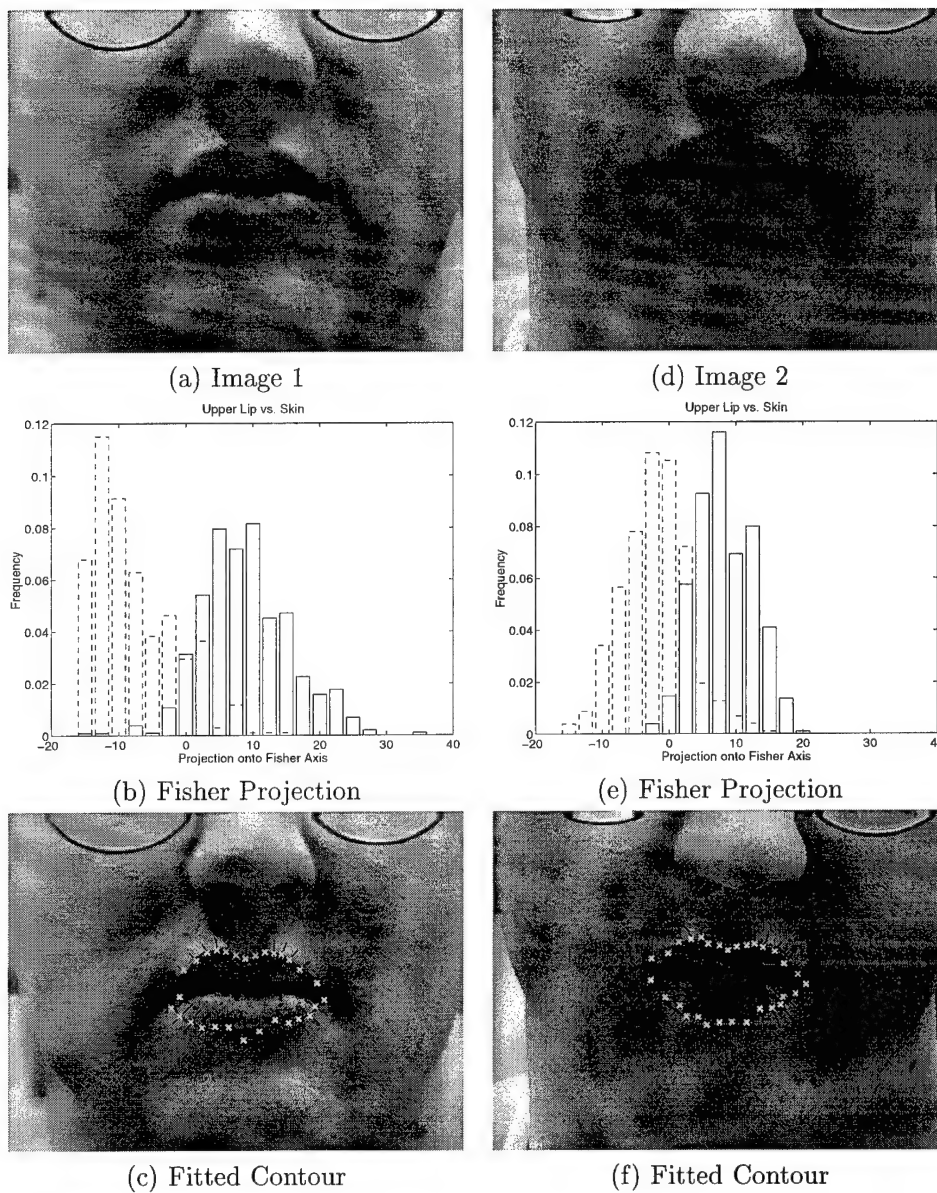 (a) Image 1
(d) Image 2
Upper Lip vs. Skin
0.12
0.1
0.08
0.06
0.04
0.02
0
Frequency
-20
-10
0
10
20
30
40
Projection onto Fisher Axis
(b) Fisher Projection
Upper Lip vs. Skin
0.12
0.1
0.08
0.06
0.04
0.02
0
Frequency
-20
-10
0
10
20
30
Projection onto Fisher Axis
(e) Fisher Projection
(c) Fitted Contour
(f) Fitted Contour